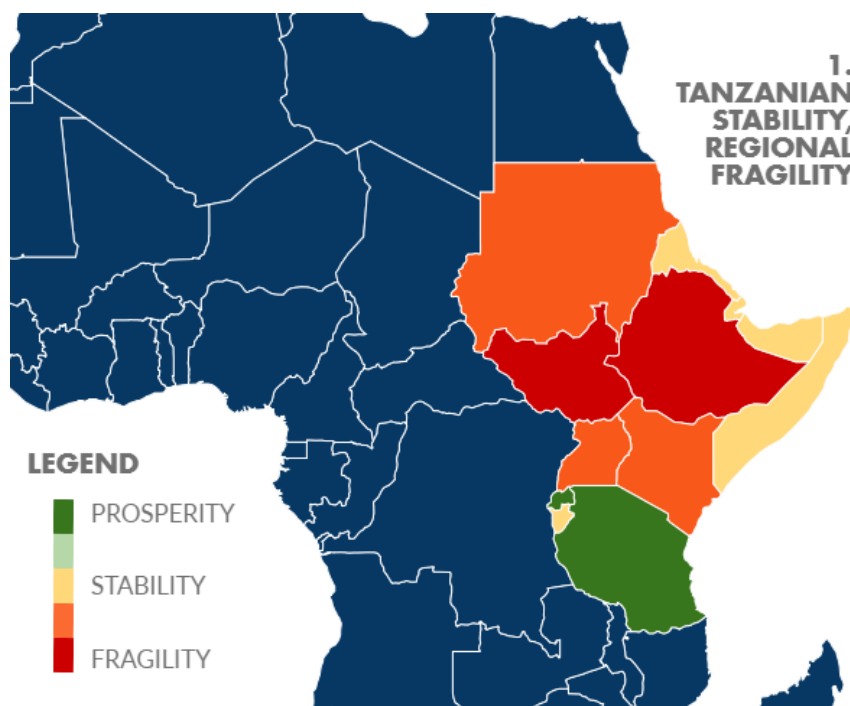 1.
TANZANIAN
STABILITY,
REGIONAL
FRAGILITY
LEGEND
PROSPERITY
STABILITY
FRAGILITY